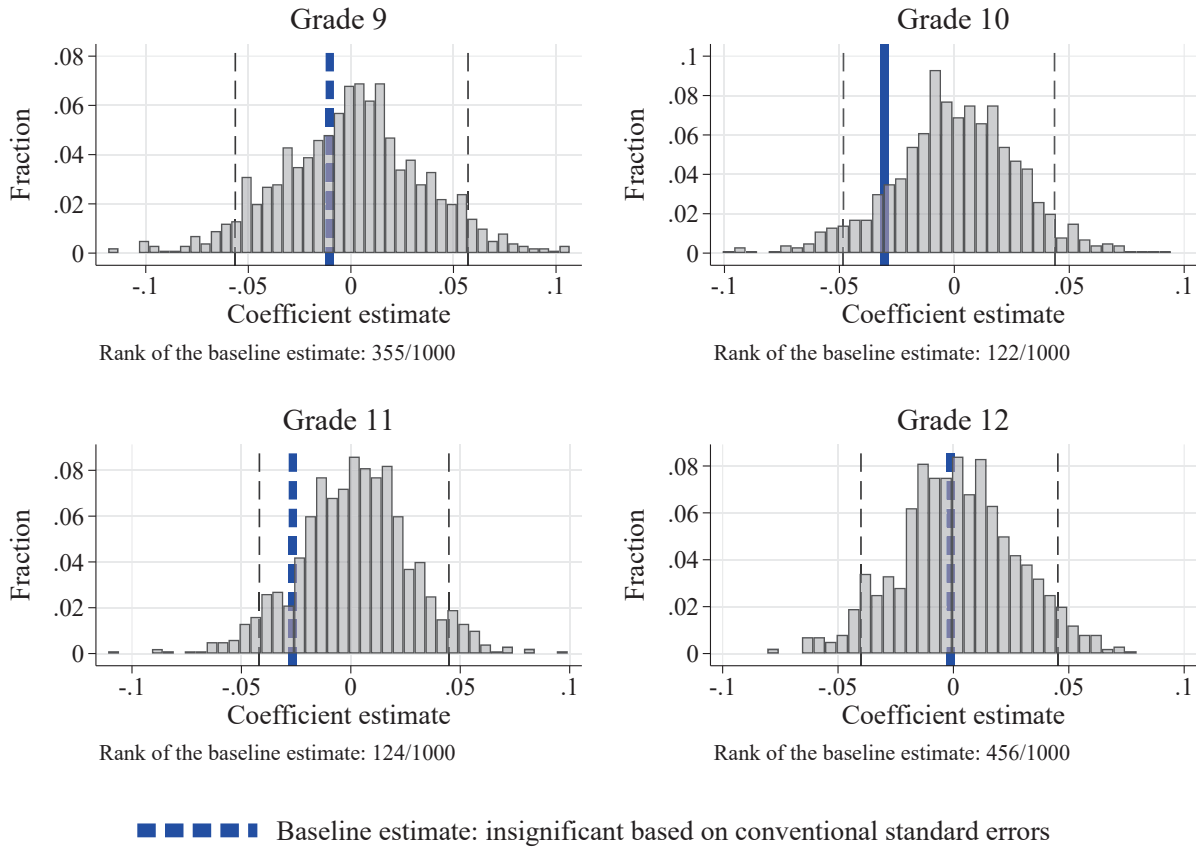 Grade 9
.08
.06
.04
.02
0
Fraction
-.1 -.05 0 .05 .1
Coefficient estimate
Rank of the baseline estimate: 355/1000
Grade 10
.1
.08
.06
.04
.02
0
Fraction
-.1 -.05 0 .05 .1
Coefficient estimate
Rank of the baseline estimate: 122/1000
Grade 11
.08
.06
.04
.02
0
Fraction
-.1 -.05 0 .05 .1
Coefficient estimate
Rank of the baseline estimate: 124/1000
Grade 12
.08
.06
.04
.02
0
Fraction
-.1 -.05 0 .05 .1
Coefficient estimate
Rank of the baseline estimate: 456/1000
Baseline estimate: insignificant based on conventional standard errors